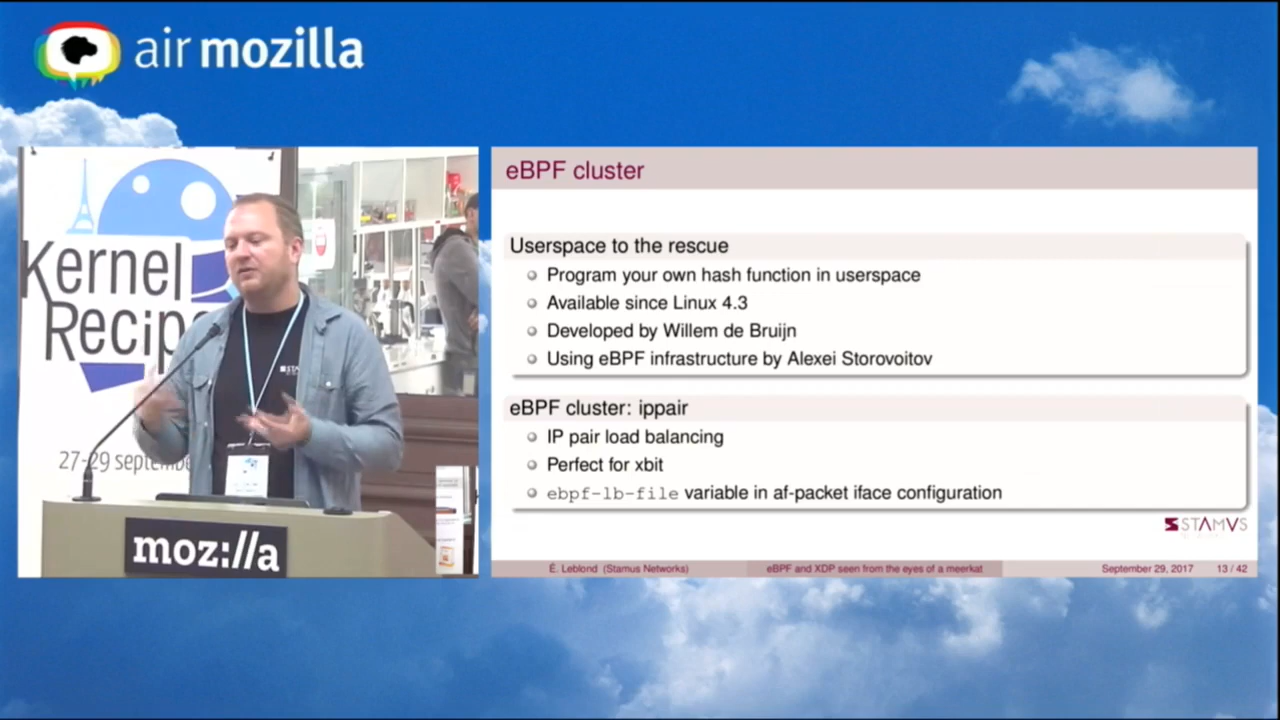 air mozilla
Kernel
Recip
27-29 septembre
moz://a
eBPF cluster
Userspace to the rescue
Program your own hash function in userspace
Available since Linux 4.3
Developed by Willem de Bruijn
Using eBPF infrastructure by Alexei Storovoitov
eBPF cluster: ippair
IP pair load balancing
Perfect for xbit
ebpf-lb-file variable in af-packet iface configuration
STAMVS
É. Leblond (Stamus Networks)
eBPF and XDP seen from the eyes of a meerkat
September 29, 2017
13 / 42